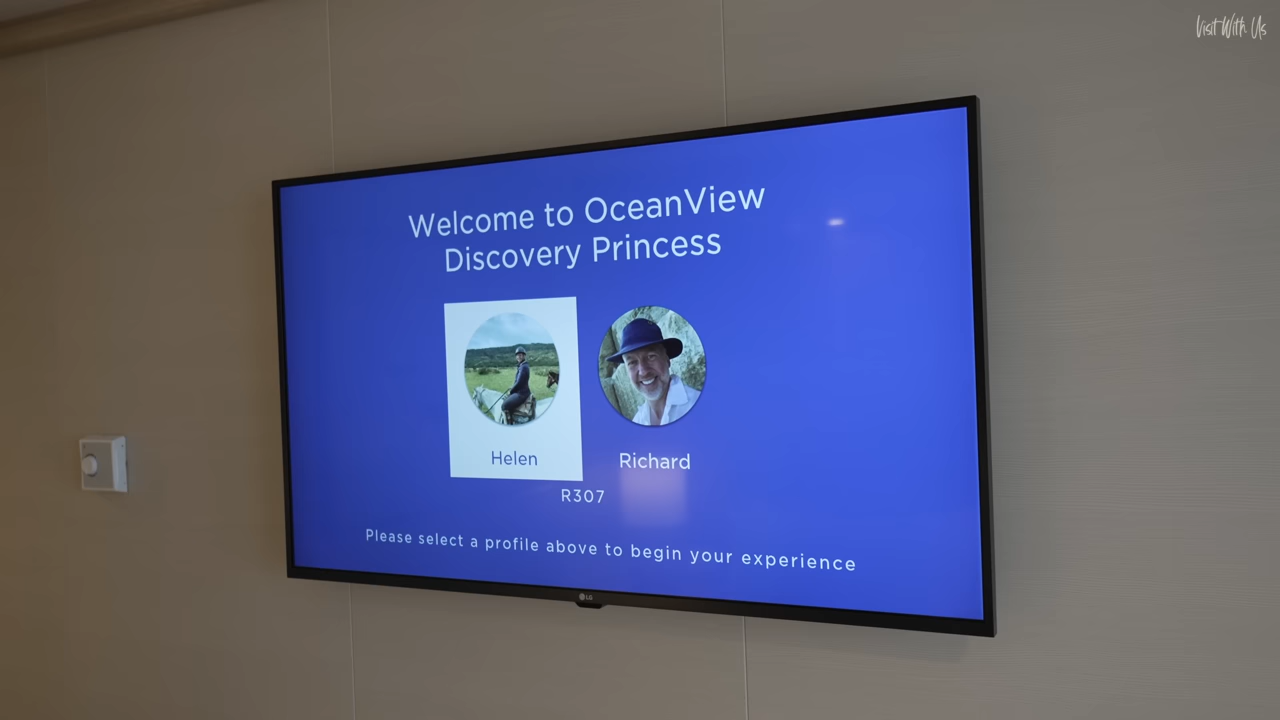 Visit With Us
Welcome to OceanView
Discovery Princess
Helen
Richard
R307
Please select a profile above to begin your experience
LG